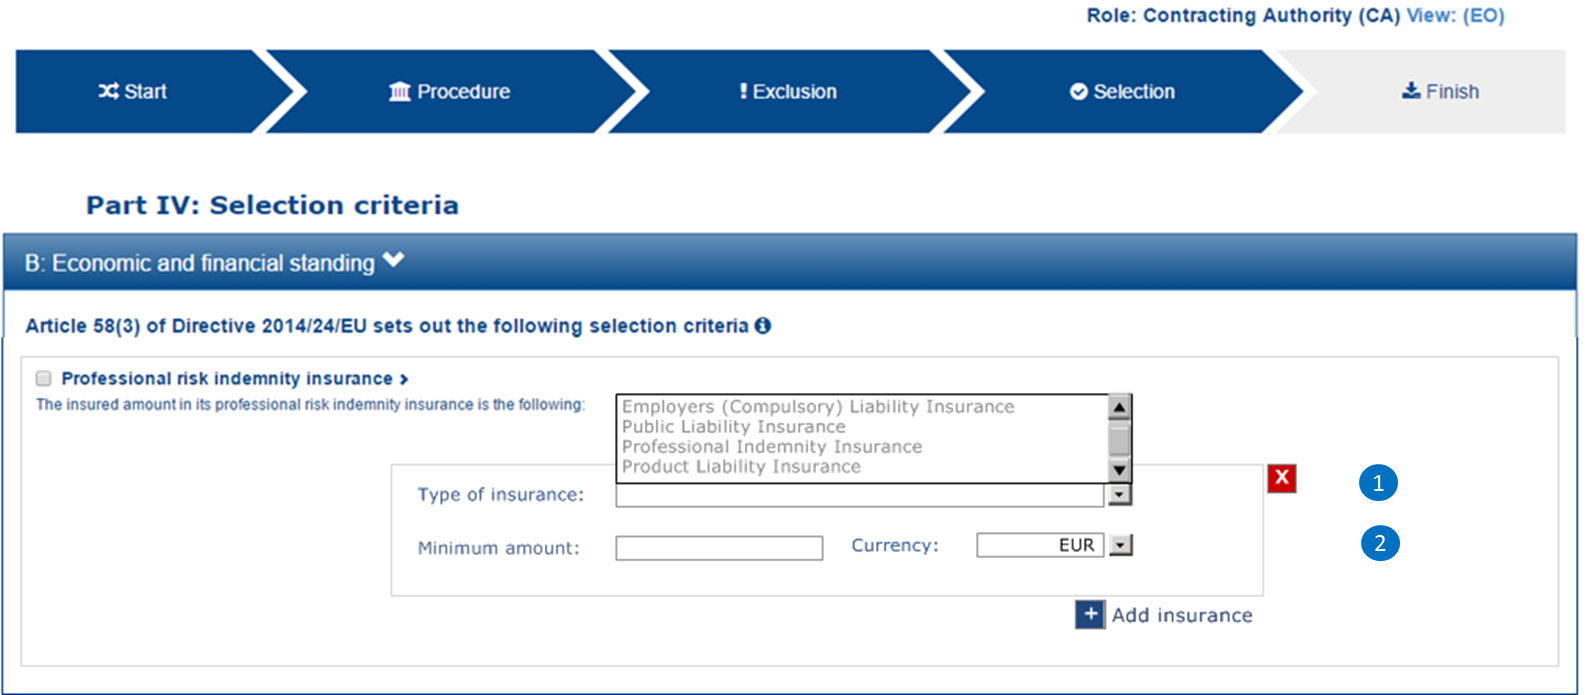 Role: Contracting Authority (CA) View: (EO)
Start
Procedure
Exclusion
Selection
Finish
Part IV: Selection criteria
B: Economic and financial standing
Article 58(3) of Directive 2014/24/EU sets out the following selection criteria
Professional risk indemnity insurance >
The insured amount in its professional risk indemnity insurance is the following:
Employers (Compulsory) Liability Insurance
Public Liability Insurance
Professional Indemnity Insurance
Product Liability Insurance
X
Type of insurance:
1
Minimum amount:
Currency:
EUR
2
+ Add insurance